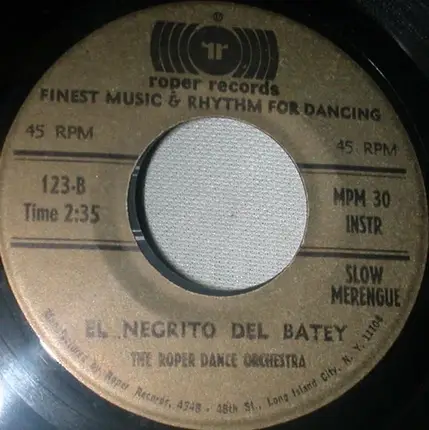 ®
roper records
FINEST MUSIC & RHYTHM FOR DANCING
45 RPM
45 RPM
123-B
Time 2:35
MPM 30
INSTR
SLOW
MERENGUE
EL NEGRITO DEL BATEY
THE ROPER DANCE ORCHESTRA
Manufactured by Roper Records, 4548 - 48th St., Long Island City, N. Y. 11104